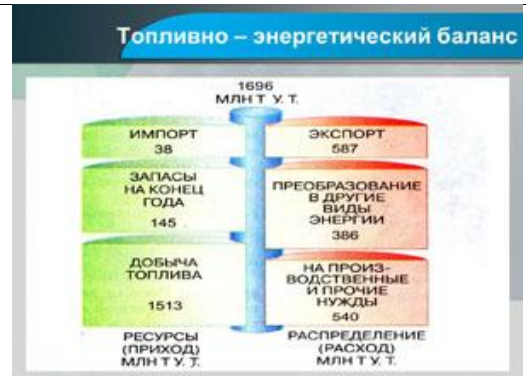 Топливно – энергетический баланс
1696
МЛН Т У. Т.
ИМПОРТ
38
ЗАПАСЫ
НА КОНЕЦ
ГОДА
145
ДОБЫЧА
ТОПЛИВА
1513
РЕСУРСЫ
(ПРИХОД)
МЛН Т У. Т.
ЭКСПОРТ
587
ПРЕОБРАЗОВАНИЕ
В ДРУГИЕ
ВИДЫ
ЭНЕРГИИ
386
НА ПРОИЗ-
ВОДСТВЕННЫЕ
И ПРОЧИЕ
НУЖДЫ
540
РАСПРЕДЕЛЕНИЕ
(РАСХОД)
МЛН Т У. Т.